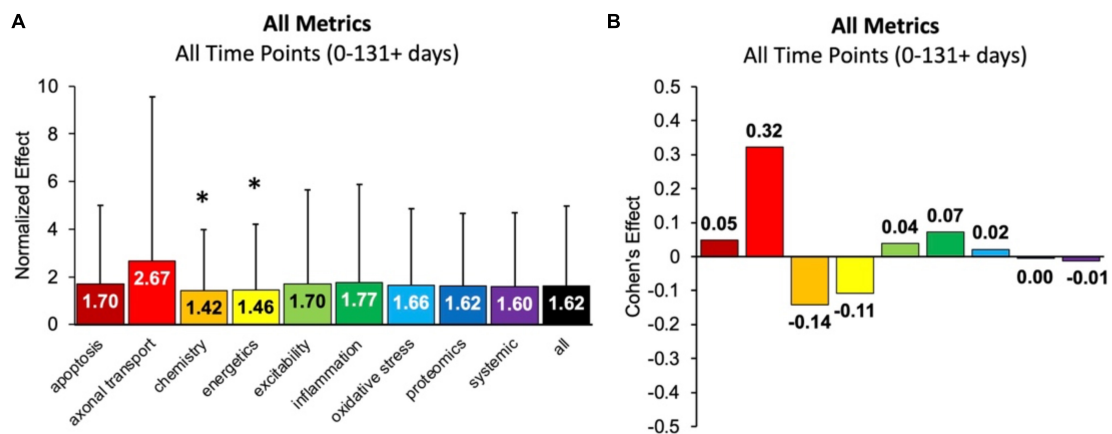 A
All Metrics
All Time Points (0-131+ days)
Normalized Effect
10
8
6
4
2
0
* *
1.70 2.67 1.42 1.46 1.70 1.77 1.66 1.62 1.60 1.62
apoptosis
axonal transport
chemistry
energetics
excitability
inflammation
oxidative stress
proteomics
systemic
all
B
All Metrics
All Time Points (0-131+ days)
Cohen's Effect
0.5
0.4
0.3
0.2
0.1
0
-0.1
-0.2
-0.3
-0.4
-0.5
0.05 0.32 -0.14 -0.11 0.04 0.07 0.02 0.00 -0.01